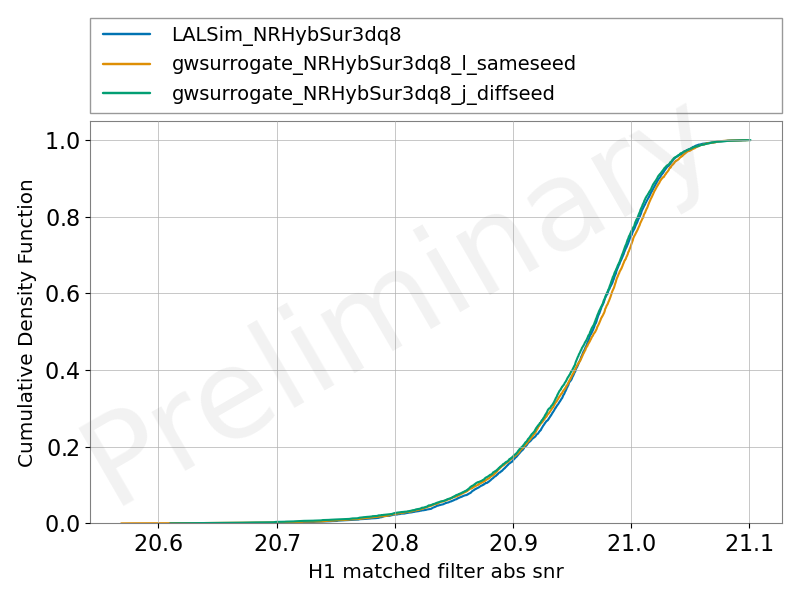 LALSim_NRHybSur3dq8
gwsurrogate_NRHybSur3dq8_l_sameseed
gwsurrogate_NRHybSur3dq8_j_diffseed
Preliminary
Cumulative Density Function
1.0
0.8
0.6
0.4
0.2
0.0
20.6 20.7 20.8 20.9 21.0 21.1
H1 matched filter abs snr